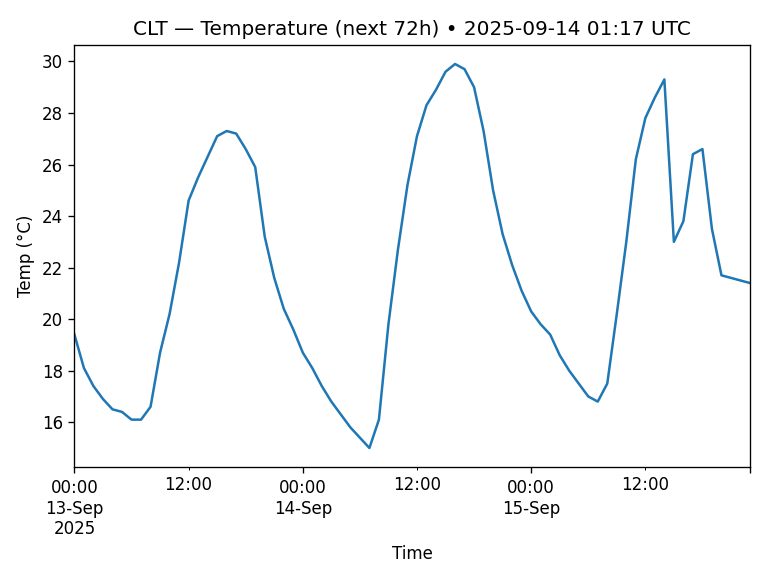 CLT — Temperature (next 72h) • 2025-09-14 01:17 UTC
Temp (°C)
30
28
26
24
22
20
18
16
00:00 12:00 00:00 12:00 00:00 12:00
13-Sep 14-Sep 15-Sep
2025
Time